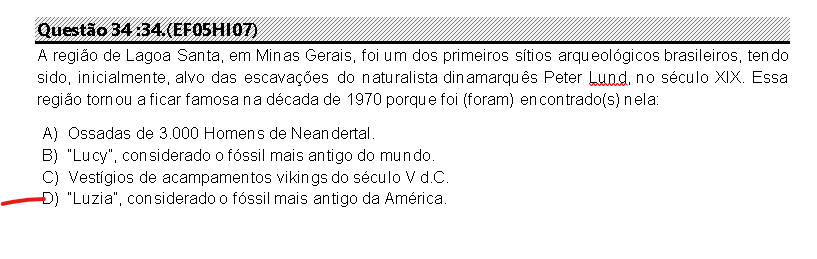 Questão 34 :34.(EF05HI07)
A região de Lagoa Santa, em Minas Gerais, foi um dos primeiros sítios arqueológicos brasileiros, tendo
sido, inicialmente, alvo das escavações do naturalista dinamarquês Peter Lund, no século XIX. Essa
região tornou a ficar famosa na década de 1970 porque foi (foram) encontrado(s) nela:
A) Ossadas de 3.000 Homens de Neandertal.
B) "Lucy", considerado o fóssil mais antigo do mundo.
C) Vestígios de acampamentos vikings do século V d.C.
D) "Luzia", considerado o fóssil mais antigo da América.